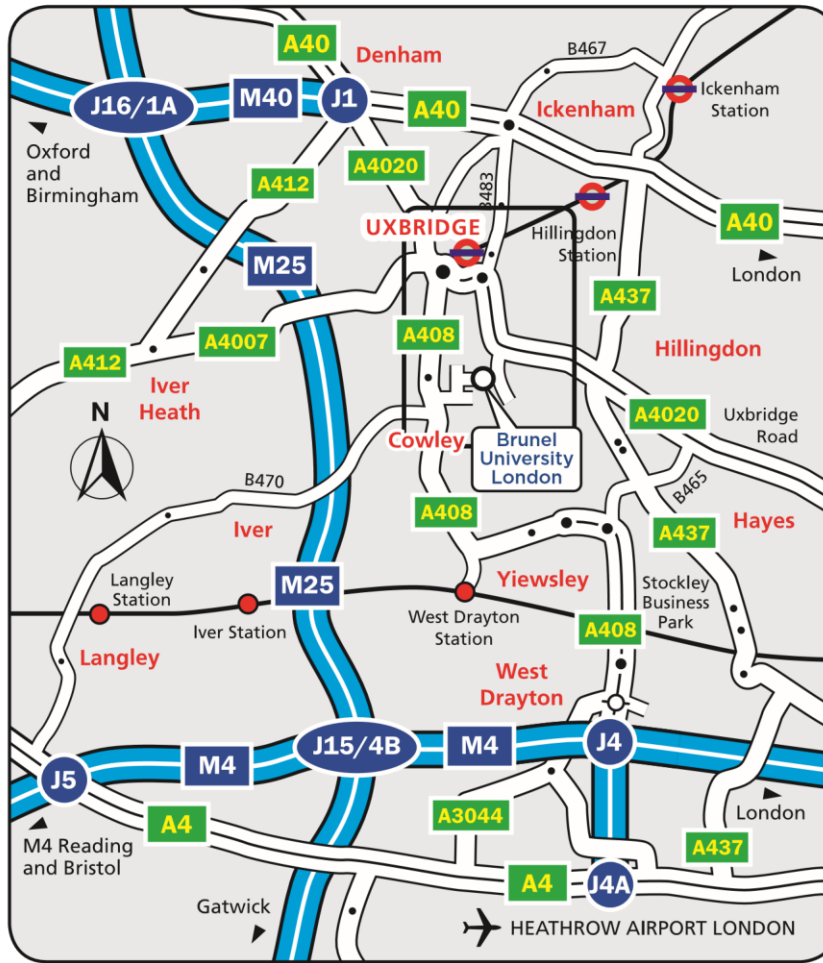 A40
Denham
B467
J16/1A
M40
J1
A40
Ickenham
Ickenham
Station
Oxford
and
Birmingham
A412
A4020
B483
UXBRIDGE
Hillingdon
Station
A40
London
M25
A437
A408
A412
A4007
Iver
Heath
Hillingdon
A4020
Uxbridge
Road
N
Cowley
Brunel
University
London
B470
B465
A408
A437
Hayes
Iver
Langley
Station
M25
Iver Station
Yiewsley
West Drayton
Station
Stockley
Business
Park
A408
Langley
West
Drayton
J15/4B
M4
J4
J5
M4
London
A3044
A4
M4 Reading
and Bristol
A437
A4
J4A
Gatwick
HEATHROW AIRPORT LONDON